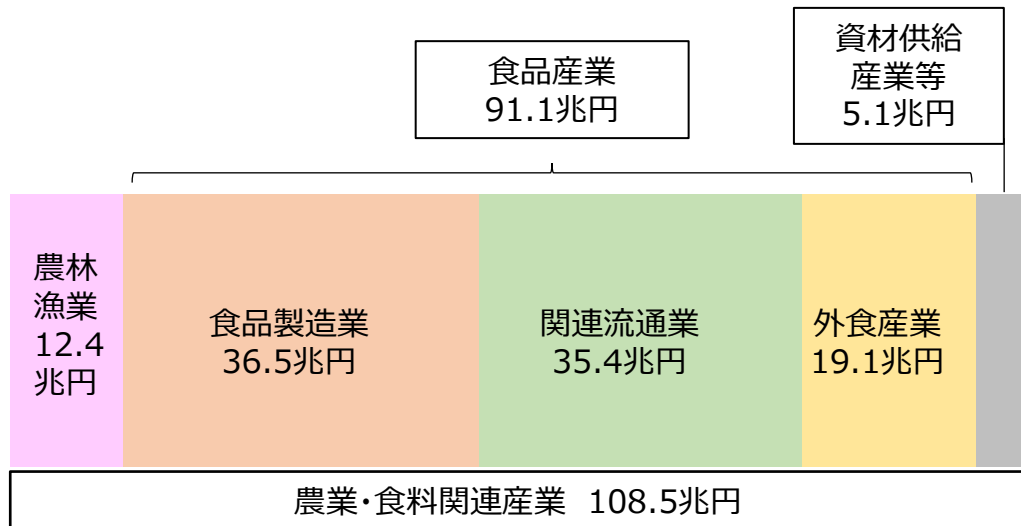 食品産業
91.1兆円
資材供給
産業等
5.1兆円
農林
漁業
12.4
兆円
食品製造業
36.5兆円
関連流通業
35.4兆円
外食産業
19.1兆円
農業・食料関連産業 108.5兆円